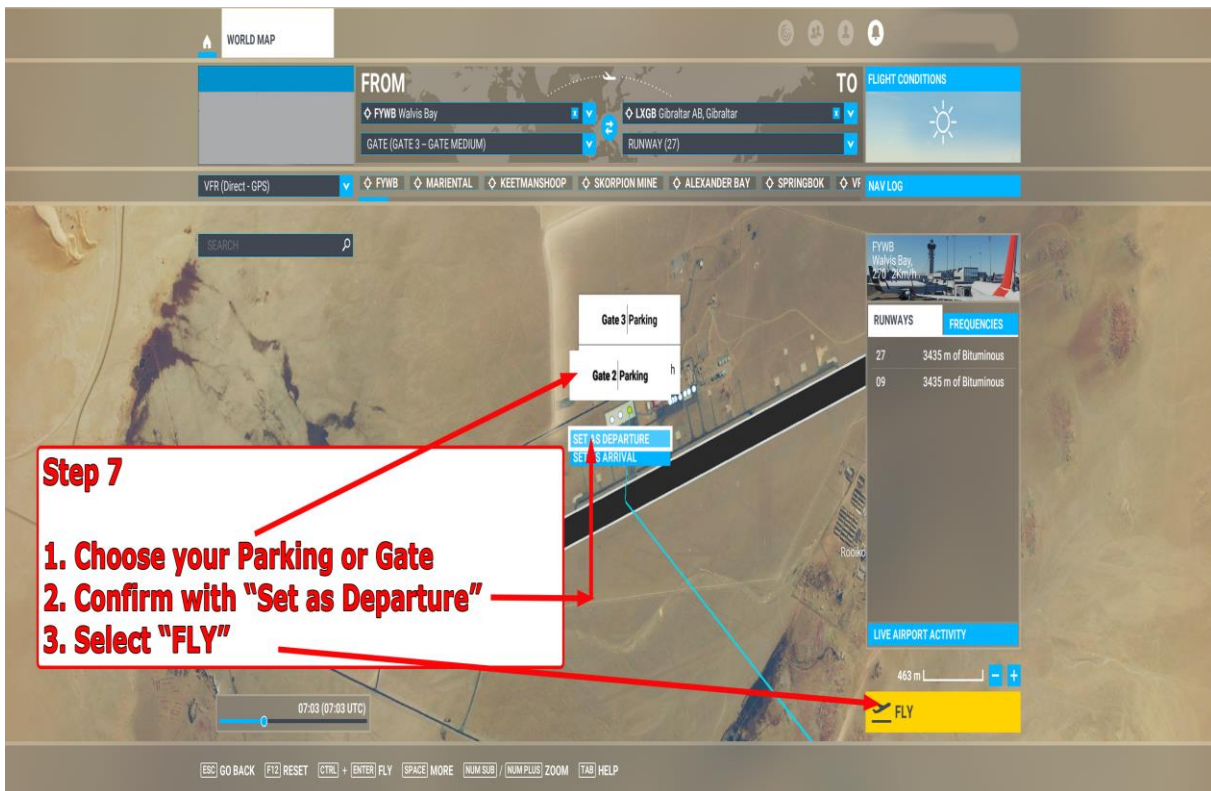 WORLD MAP
FROM
TO
FLIGHT CONDITIONS
FYWB Walvis Bay
LXGB Gibraltar AB, Gibraltar
GATE (GATE 3 – GATE MEDIUM)
RUNWAY (27)
VFR (Direct - GPS)
FYWB MARIENTAL KEETMANSHOOP SKORPION MINE ALEXANDER BAY SPRINGBOK VF
NAV LOG
SEARCH
FYWB
Walvis Bay,
270° 2Km/h
RUNWAYS
FREQUENCIES
27 3435 m of Bituminous
09 3435 m of Bituminous
Gate 3 Parking
Gate 2 Parking
h
SET AS DEPARTURE
SET AS ARRIVAL
Step 7
1. Choose your Parking or Gate
2. Confirm with “Set as Departure”
3. Select “FLY”
Rooiko
LIVE AIRPORT ACTIVITY
463 m
- +
FLY
07:03 (07:03 UTC)
ESC GO BACK F12 RESET CTRL + ENTER FLY SPACE MORE NUM SUB / NUM PLUS ZOOM TAB HELP